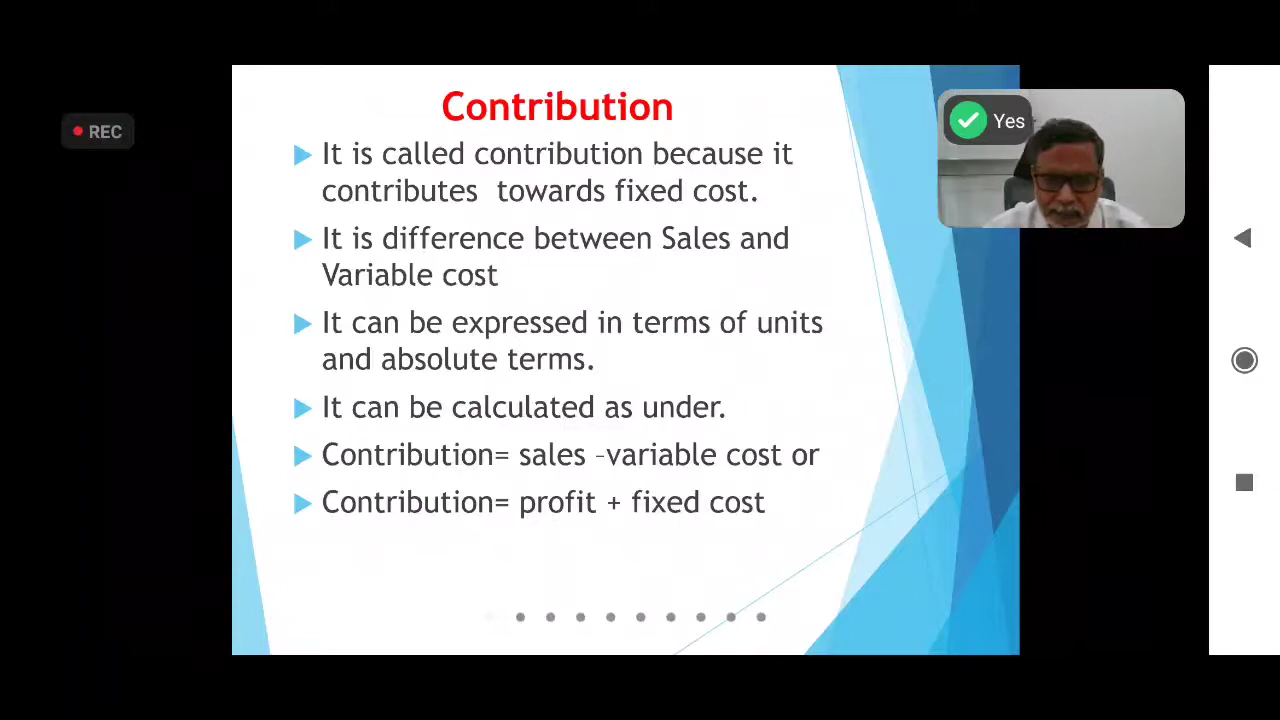 Contribution
It is called contribution because it
contributes towards fixed cost.
It is difference between Sales and
Variable cost
It can be expressed in terms of units
and absolute terms.
It can be calculated as under.
Contribution= sales –variable cost or
Contribution= profit + fixed cost
REC
Yes